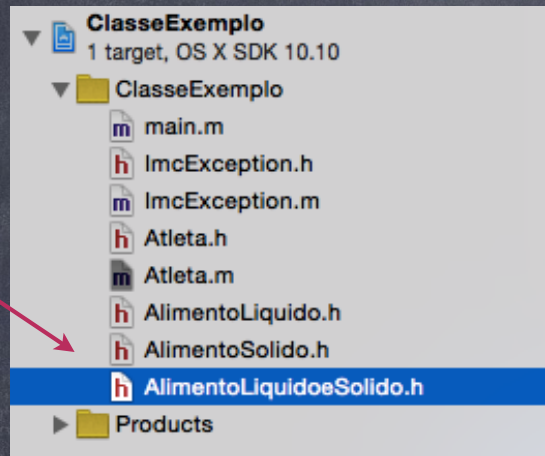 ClasseExemplo
1 target, OS X SDK 10.10
ClasseExemplo
m main.m
h ImcException.h
m ImcException.m
h Atleta.h
m Atleta.m
h AlimentoLiquido.h
h AlimentoSolido.h
h AlimentoLiquidoeSolido.h
Products